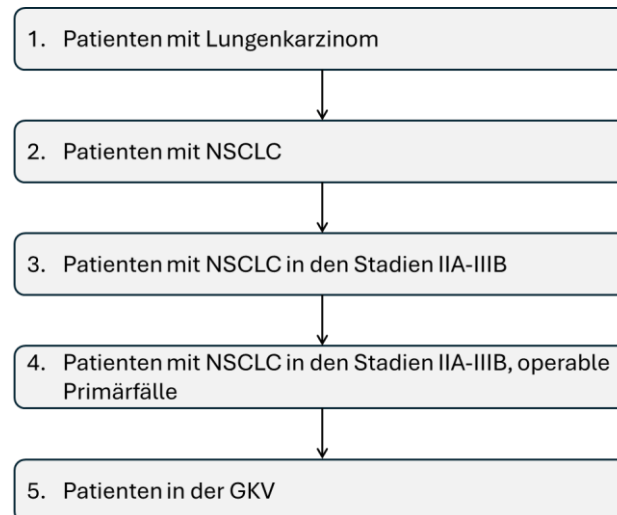 1. Patienten mit Lungenkarzinom
2. Patienten mit NSCLC
3. Patienten mit NSCLC in den Stadien IIA-IIIB
4. Patienten mit NSCLC in den Stadien IIA-IIIB, operable
Primärfälle
5. Patienten in der GKV